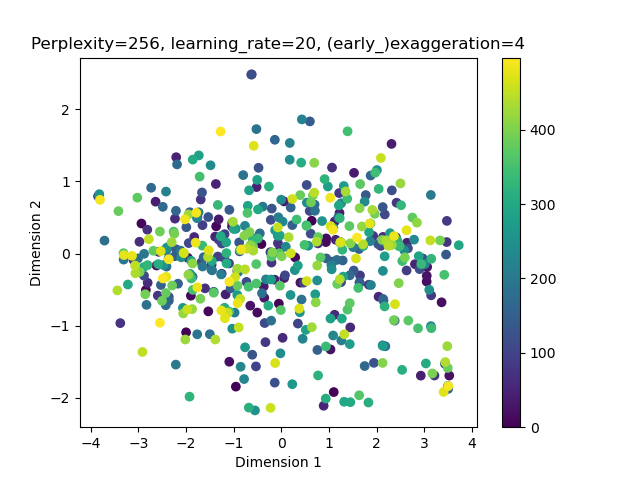 Perplexity=256, learning_rate=20, (early_)exaggeration=4
2
1
0
−1
−2
Dimension 2
−4 −3 −2 −1 0 1 2 3 4
Dimension 1
400
300
200
100
0